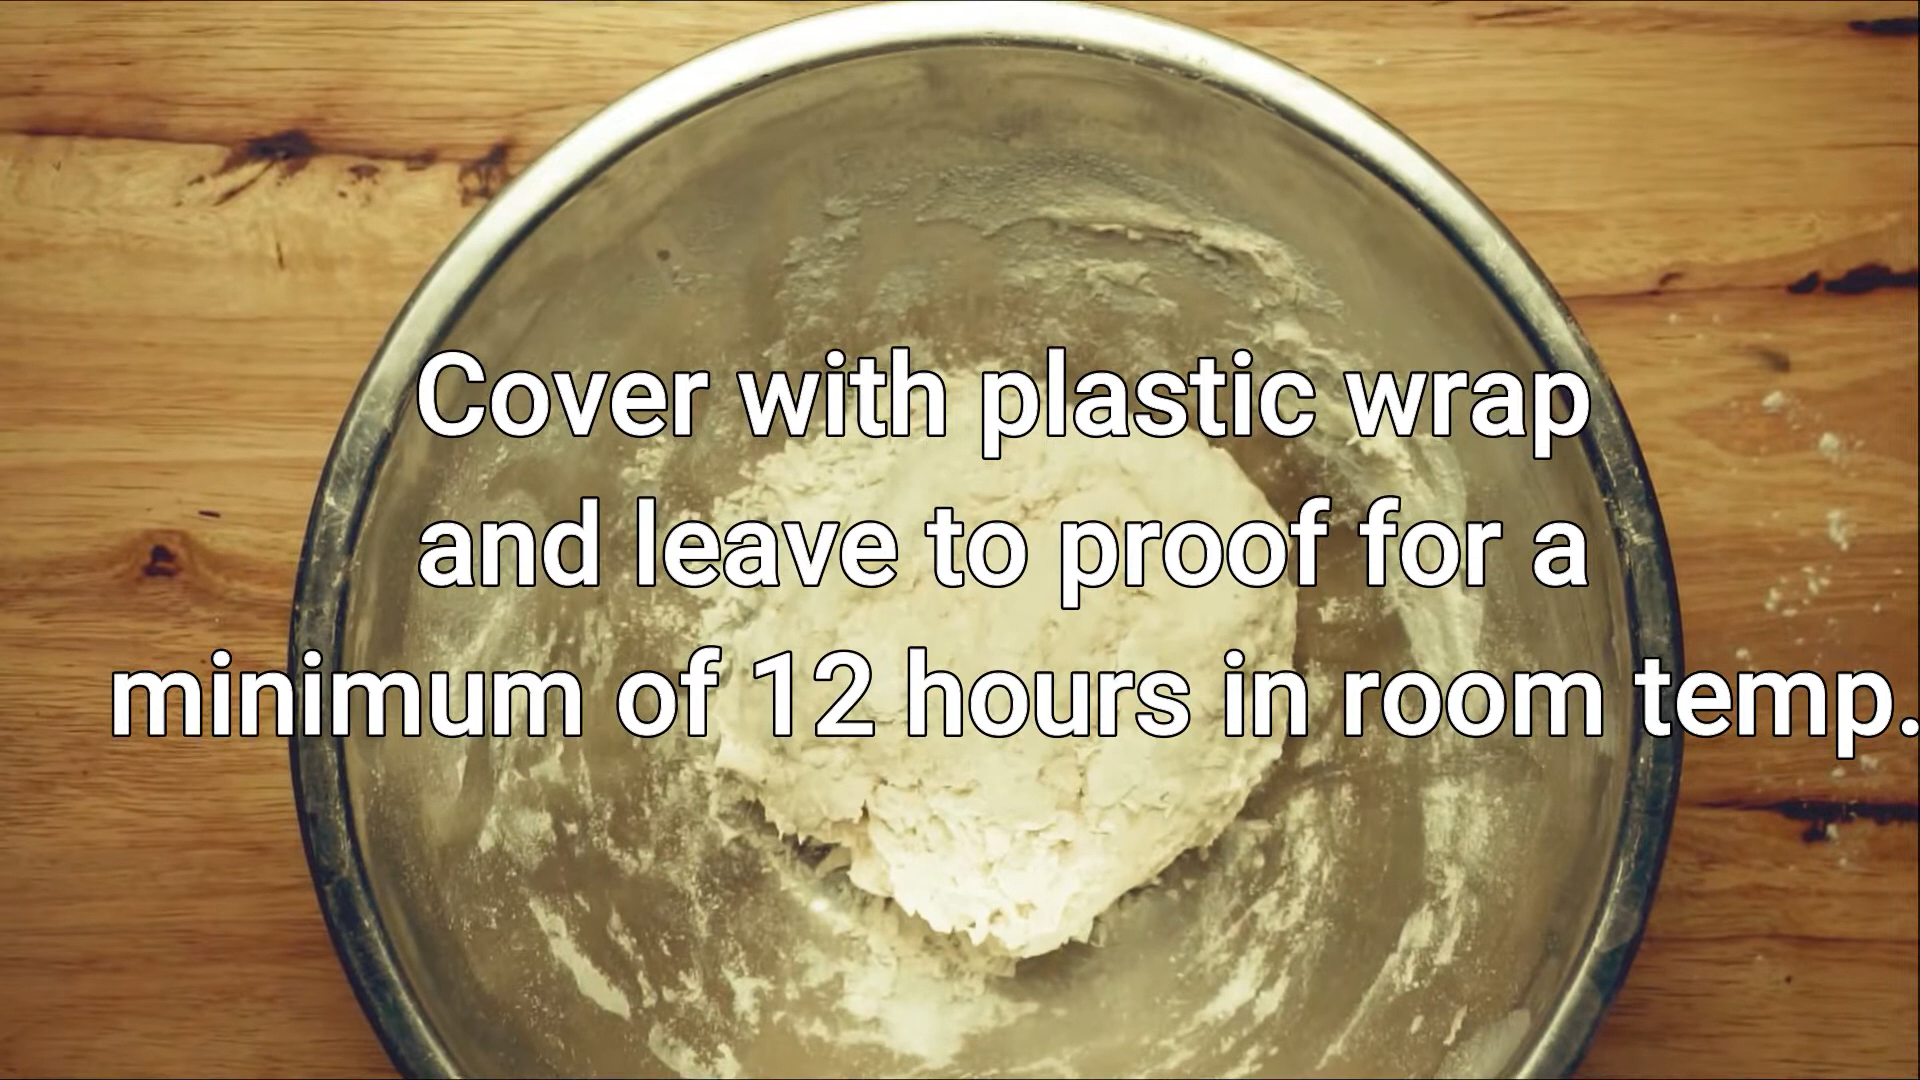 Cover with plastic wrap
and leave to proof for a
minimum of 12 hours in room temp.